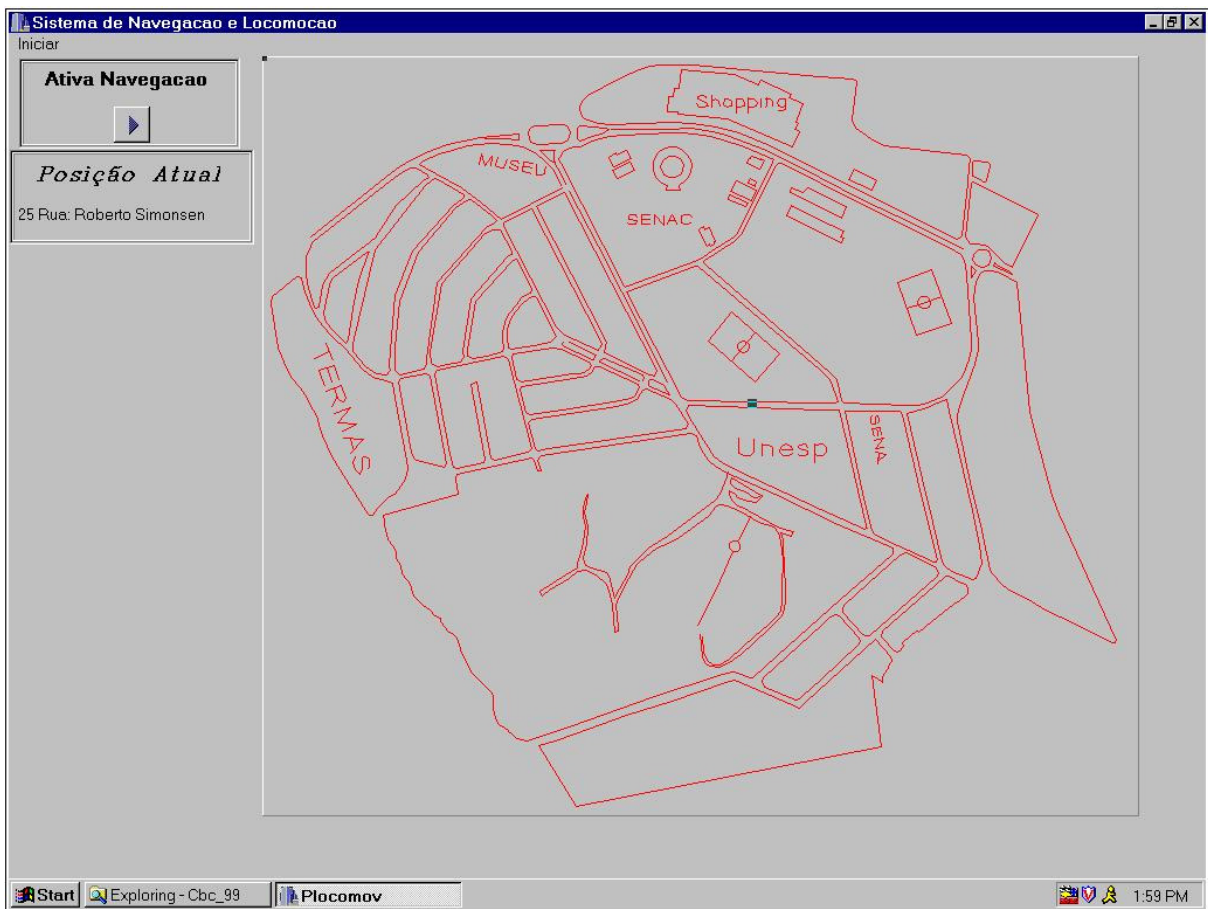 Sistema de Navegacao e Locomocao
Iniciar
Ativa Navegacao
Posição Atual
25 Rua: Roberto Simonsen
Shopping
MUSEU
SENAC
TERMAS
Unesp
SENA
Start
Exploring - Cbc_99
Plocomov
1:59 PM